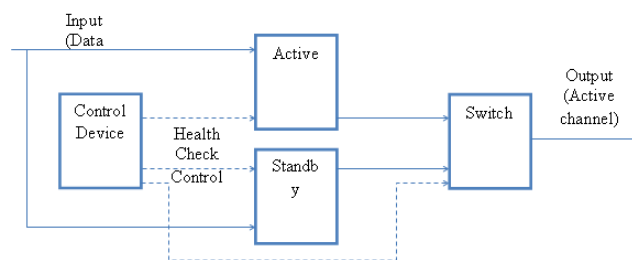 Input
(Data
Active
Control
Device
Health
Check
Control
Standb
y
Switch
Output
(Active
channel)